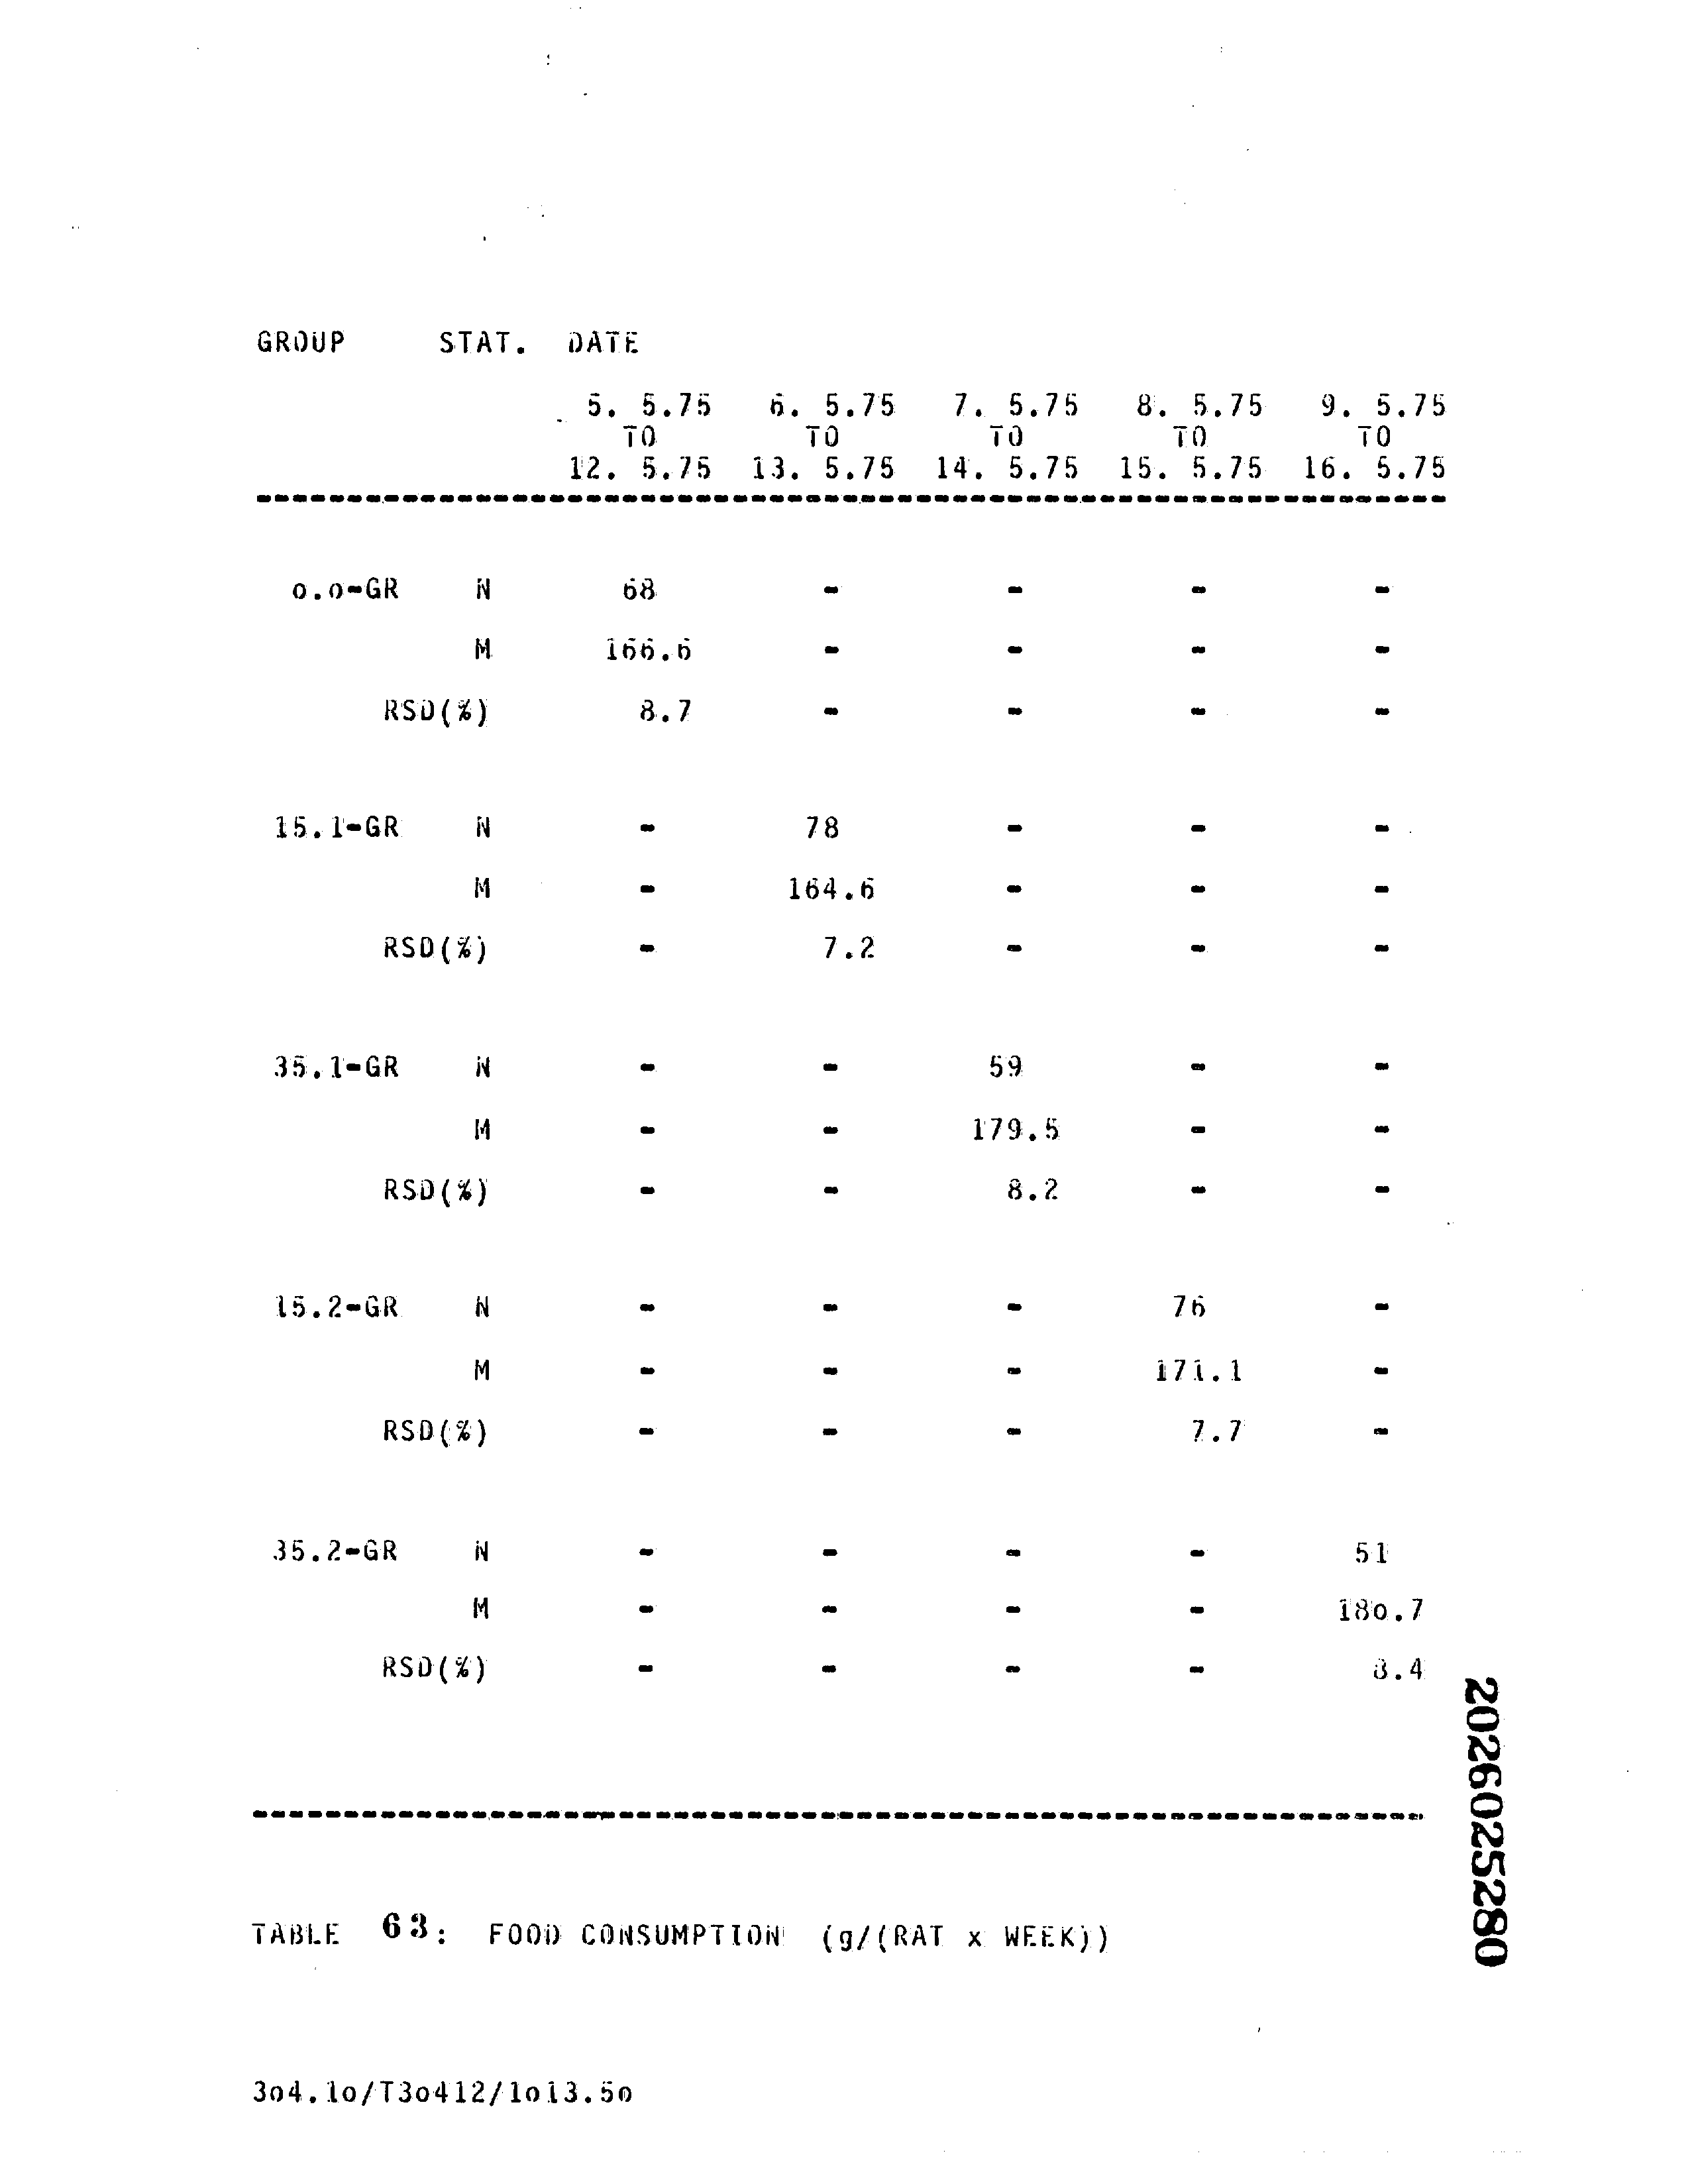 GROUP STAT. DATE
5. 5.75 6. 5.75 7. 5.75 8. 5.75 9. 5.75
TO TO TO TO TO
12. 5.75 13. 5.75 14. 5.75 15. 5.75 16. 5.75
o.o-GR N 68 - - - -
M 166.6 - - - -
RSD(%) 8.7 - - - -
15.1-GR N - 78 - - -
M - 164.6 - - -
RSD(%) - 7.2 - - -
35.1-GR N - - 59 - -
M - - 179.5 - -
RSD(%) - - 8.2 - -
15.2-GR N - - - 76 -
M - - - 171.1 -
RSD(%) - - - 7.7 -
35.2-GR N - - - - 51
M - - - - 18o.7
RSD(%) - - - - 8.4
2026025280
TABLE 63: FOOD CONSUMPTION (g/(RAT x WEEK))
3o4.1o/T3o412/1o13.5o